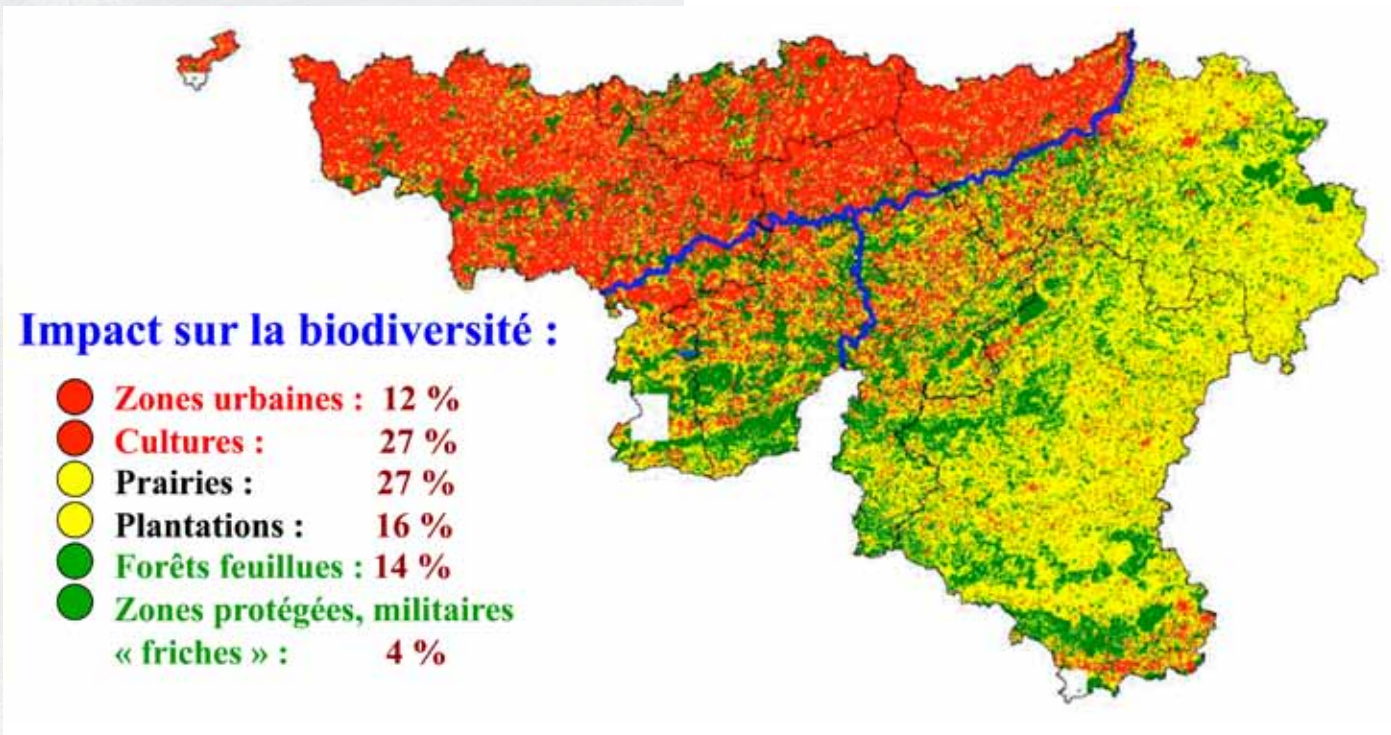 Impact sur la biodiversité :
Zones urbaines : 12 %
Cultures : 27 %
Prairies : 27 %
Plantations : 16 %
Forêts feuillues : 14 %
Zones protégées, militaires
« friches » : 4 %